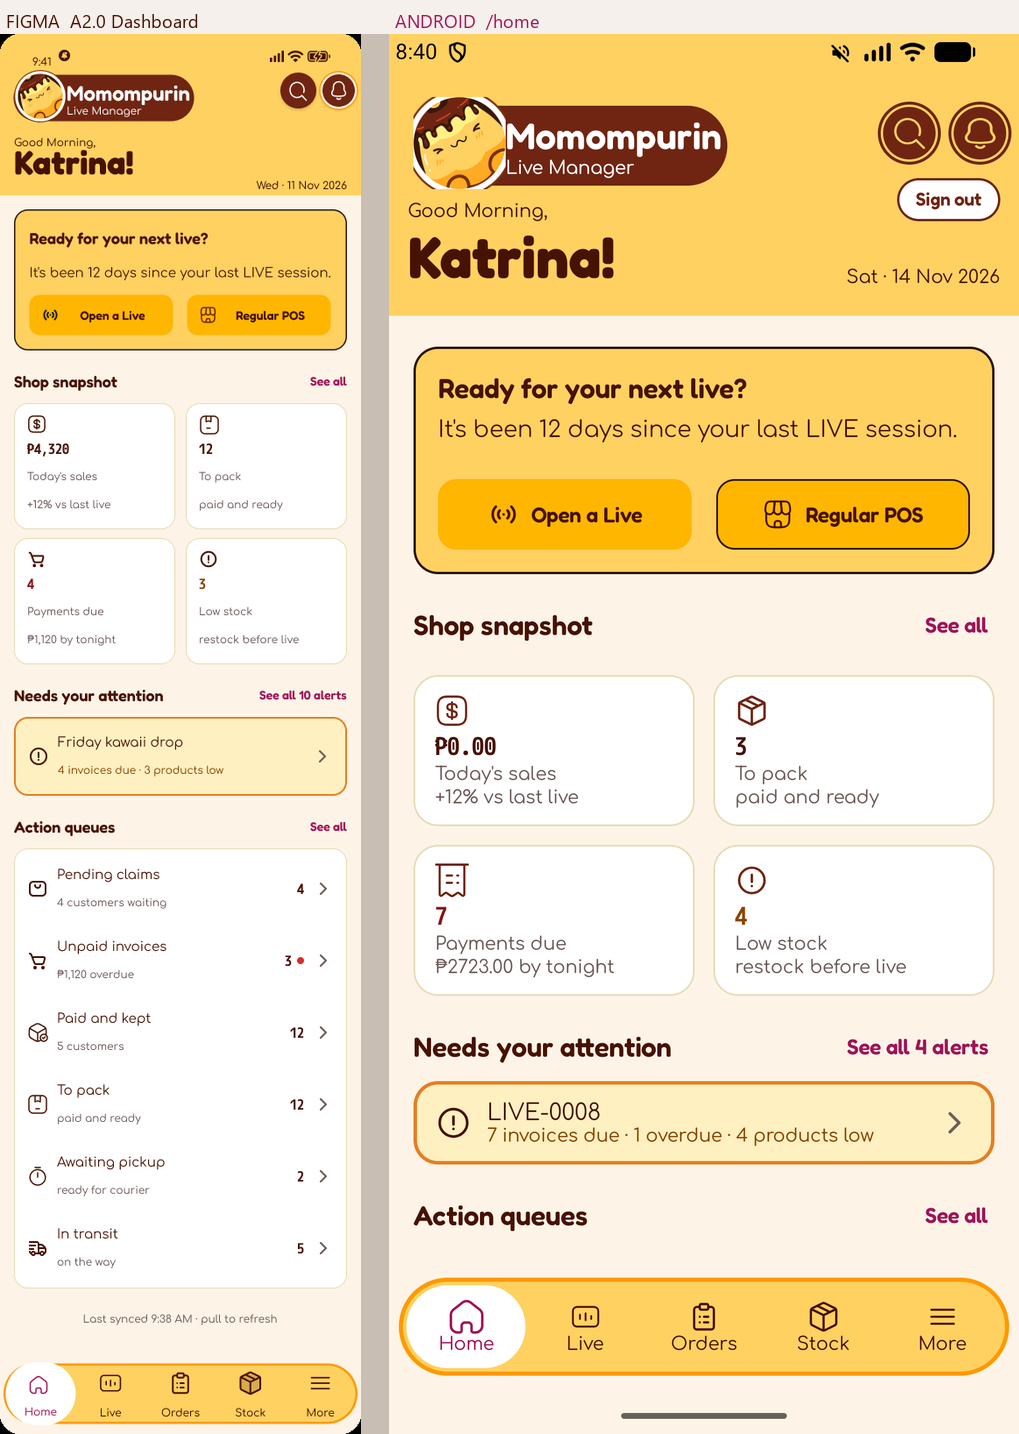 FIGMA A2.0 Dashboard
9:41
Momompurin
Live Manager
Good Morning,
Katrina!
Wed · 11 Nov 2026
Ready for your next live?
It's been 12 days since your last LIVE session.
Open a Live
Regular POS
Shop snapshot
See all
₱4,320
Today's sales
+12% vs last live
12
To pack
paid and ready
4
Payments due
₱1,120 by tonight
3
Low stock
restock before live
Needs your attention
See all 10 alerts
Friday kawaii drop
4 invoices due · 3 products low
Action queues
See all
Pending claims
4 customers waiting
4
Unpaid invoices
₱1,120 overdue
3
Paid and kept
5 customers
12
To pack
paid and ready
12
Awaiting pickup
ready for courier
2
In transit
on the way
5
Last synced 9:38 AM · pull to refresh
Home
Live
Orders
Stock
More
ANDROID /home
8:40
Momompurin
Live Manager
Good Morning,
Katrina!
Sign out
Sat · 14 Nov 2026
Ready for your next live?
It's been 12 days since your last LIVE session.
Open a Live
Regular POS
Shop snapshot
See all
₱0.00
Today's sales
+12% vs last live
3
To pack
paid and ready
7
Payments due
₱2723.00 by tonight
4
Low stock
restock before live
Needs your attention
See all 4 alerts
LIVE-0008
7 invoices due · 1 overdue · 4 products low
Action queues
See all
Home
Live
Orders
Stock
More